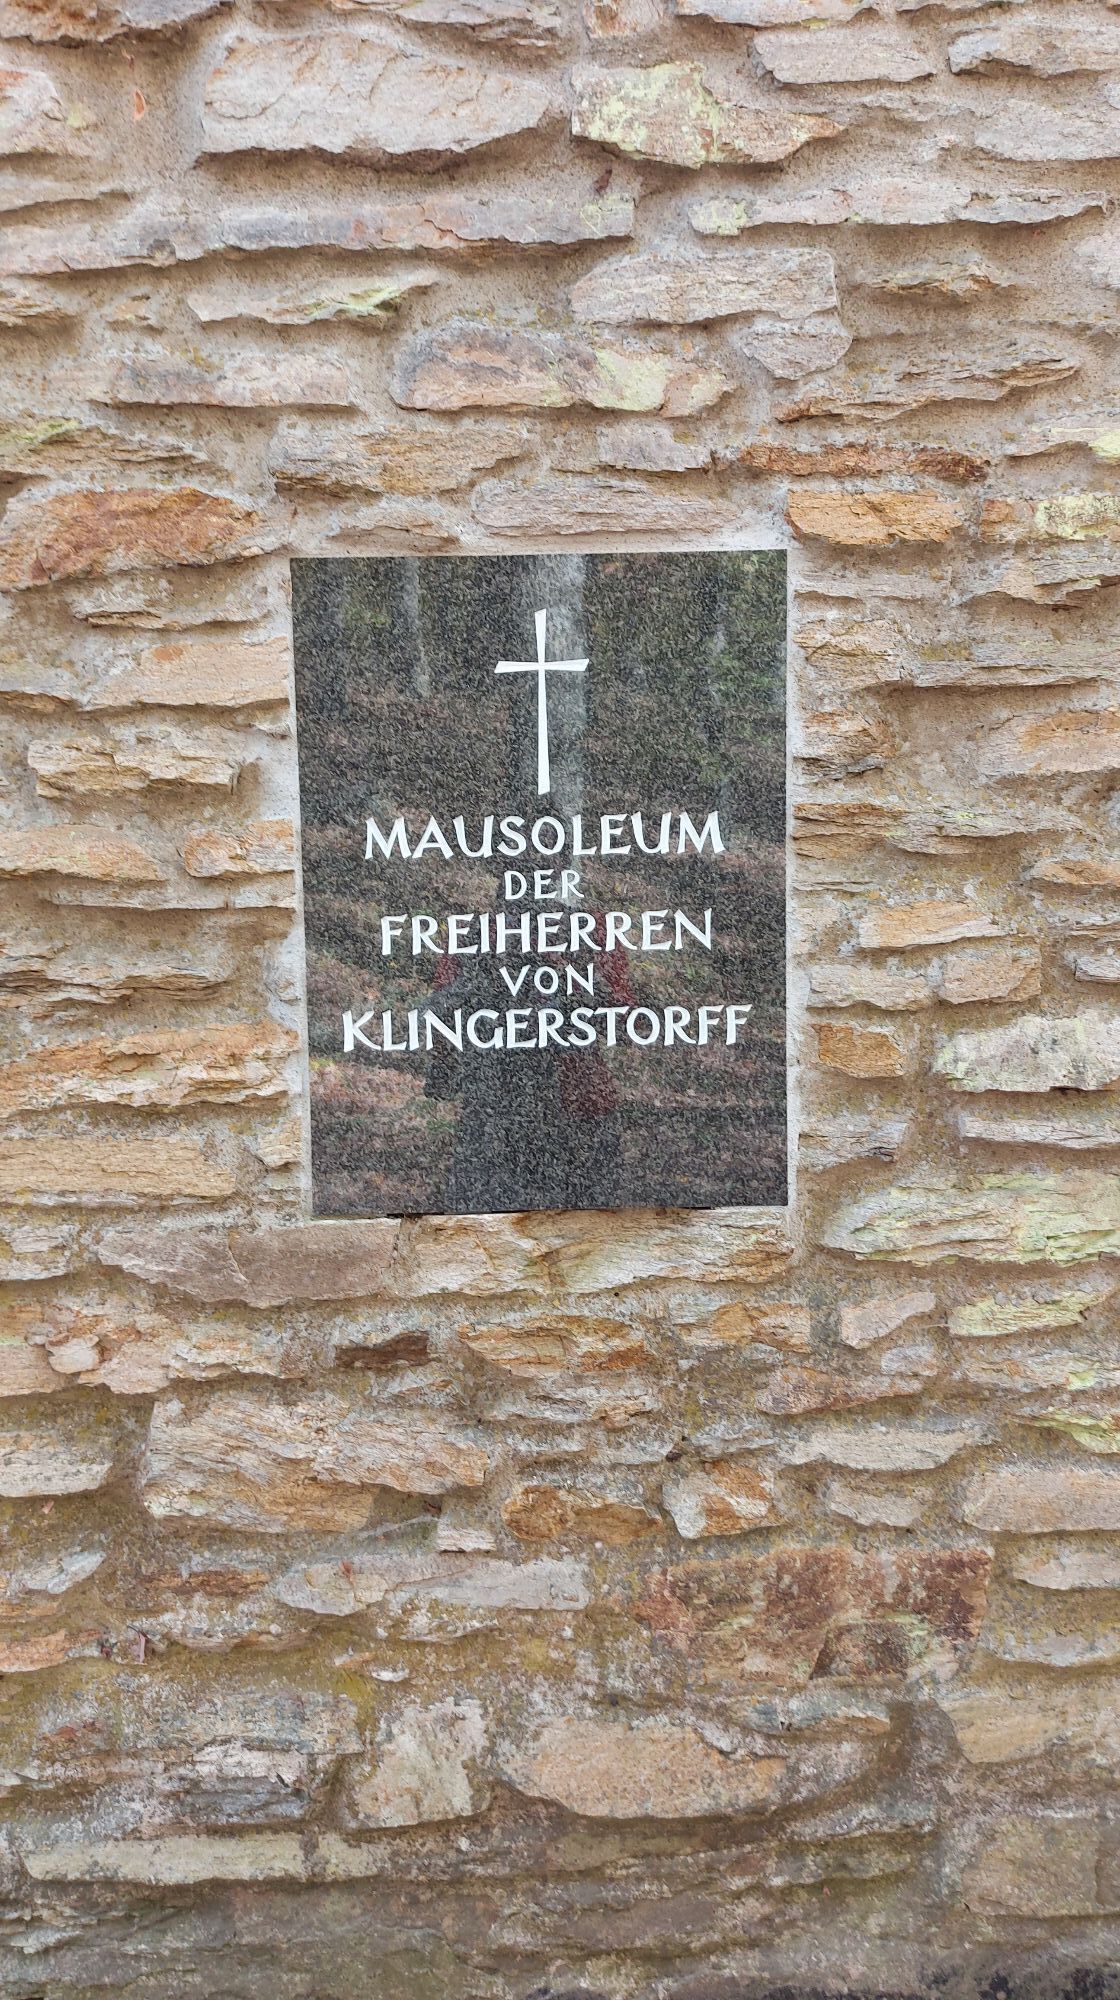 MAUSOLEUM
DER
FREIHERREN
VON
KLINGERSTORFF